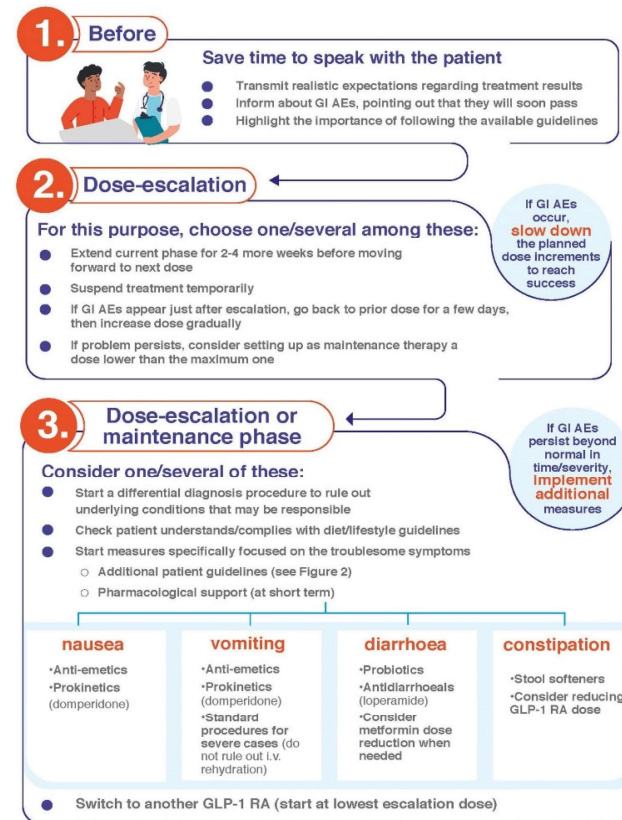 1. Before
Save time to speak with the patient
● Transmit realistic expectations regarding treatment results
● Inform about GI AEs, pointing out that they will soon pass
● Highlight the importance of following the available guidelines
2. Dose-escalation
If GI AEs
occur,
slow down
the planned
dose increments
to reach
success
For this purpose, choose one/several among these:
● Extend current phase for 2-4 more weeks before moving
forward to next dose
● Suspend treatment temporarily
● If GI AEs appear just after escalation, go back to prior dose for a few days,
then increase dose gradually
● If problem persists, consider setting up as maintenance therapy a
dose lower than the maximum one
3. Dose-escalation or
maintenance phase
If GI AEs
persist beyond
normal in
time/severity,
implement
additional
measures
Consider one/several of these:
● Start a differential diagnosis procedure to rule out
underlying conditions that may be responsible
● Check patient understands/complies with diet/lifestyle guidelines
● Start measures specifically focused on the troublesome symptoms
○ Additional patient guidelines (see Figure 2)
○ Pharmacological support (at short term)
nausea
•Anti-emetics
•Prokinetics
(domperidone)
vomiting
•Anti-emetics
•Prokinetics
(domperidone)
•Standard
procedures for
severe cases (do
not rule out i.v.
rehydration)
diarrhoea
•Probiotics
•Antidiarrhoeals
(loperamide)
•Consider
metformin dose
reduction when
needed
constipation
•Stool softeners
•Consider reducing
GLP-1 RA dose
● Switch to another GLP-1 RA (start at lowest escalation dose)